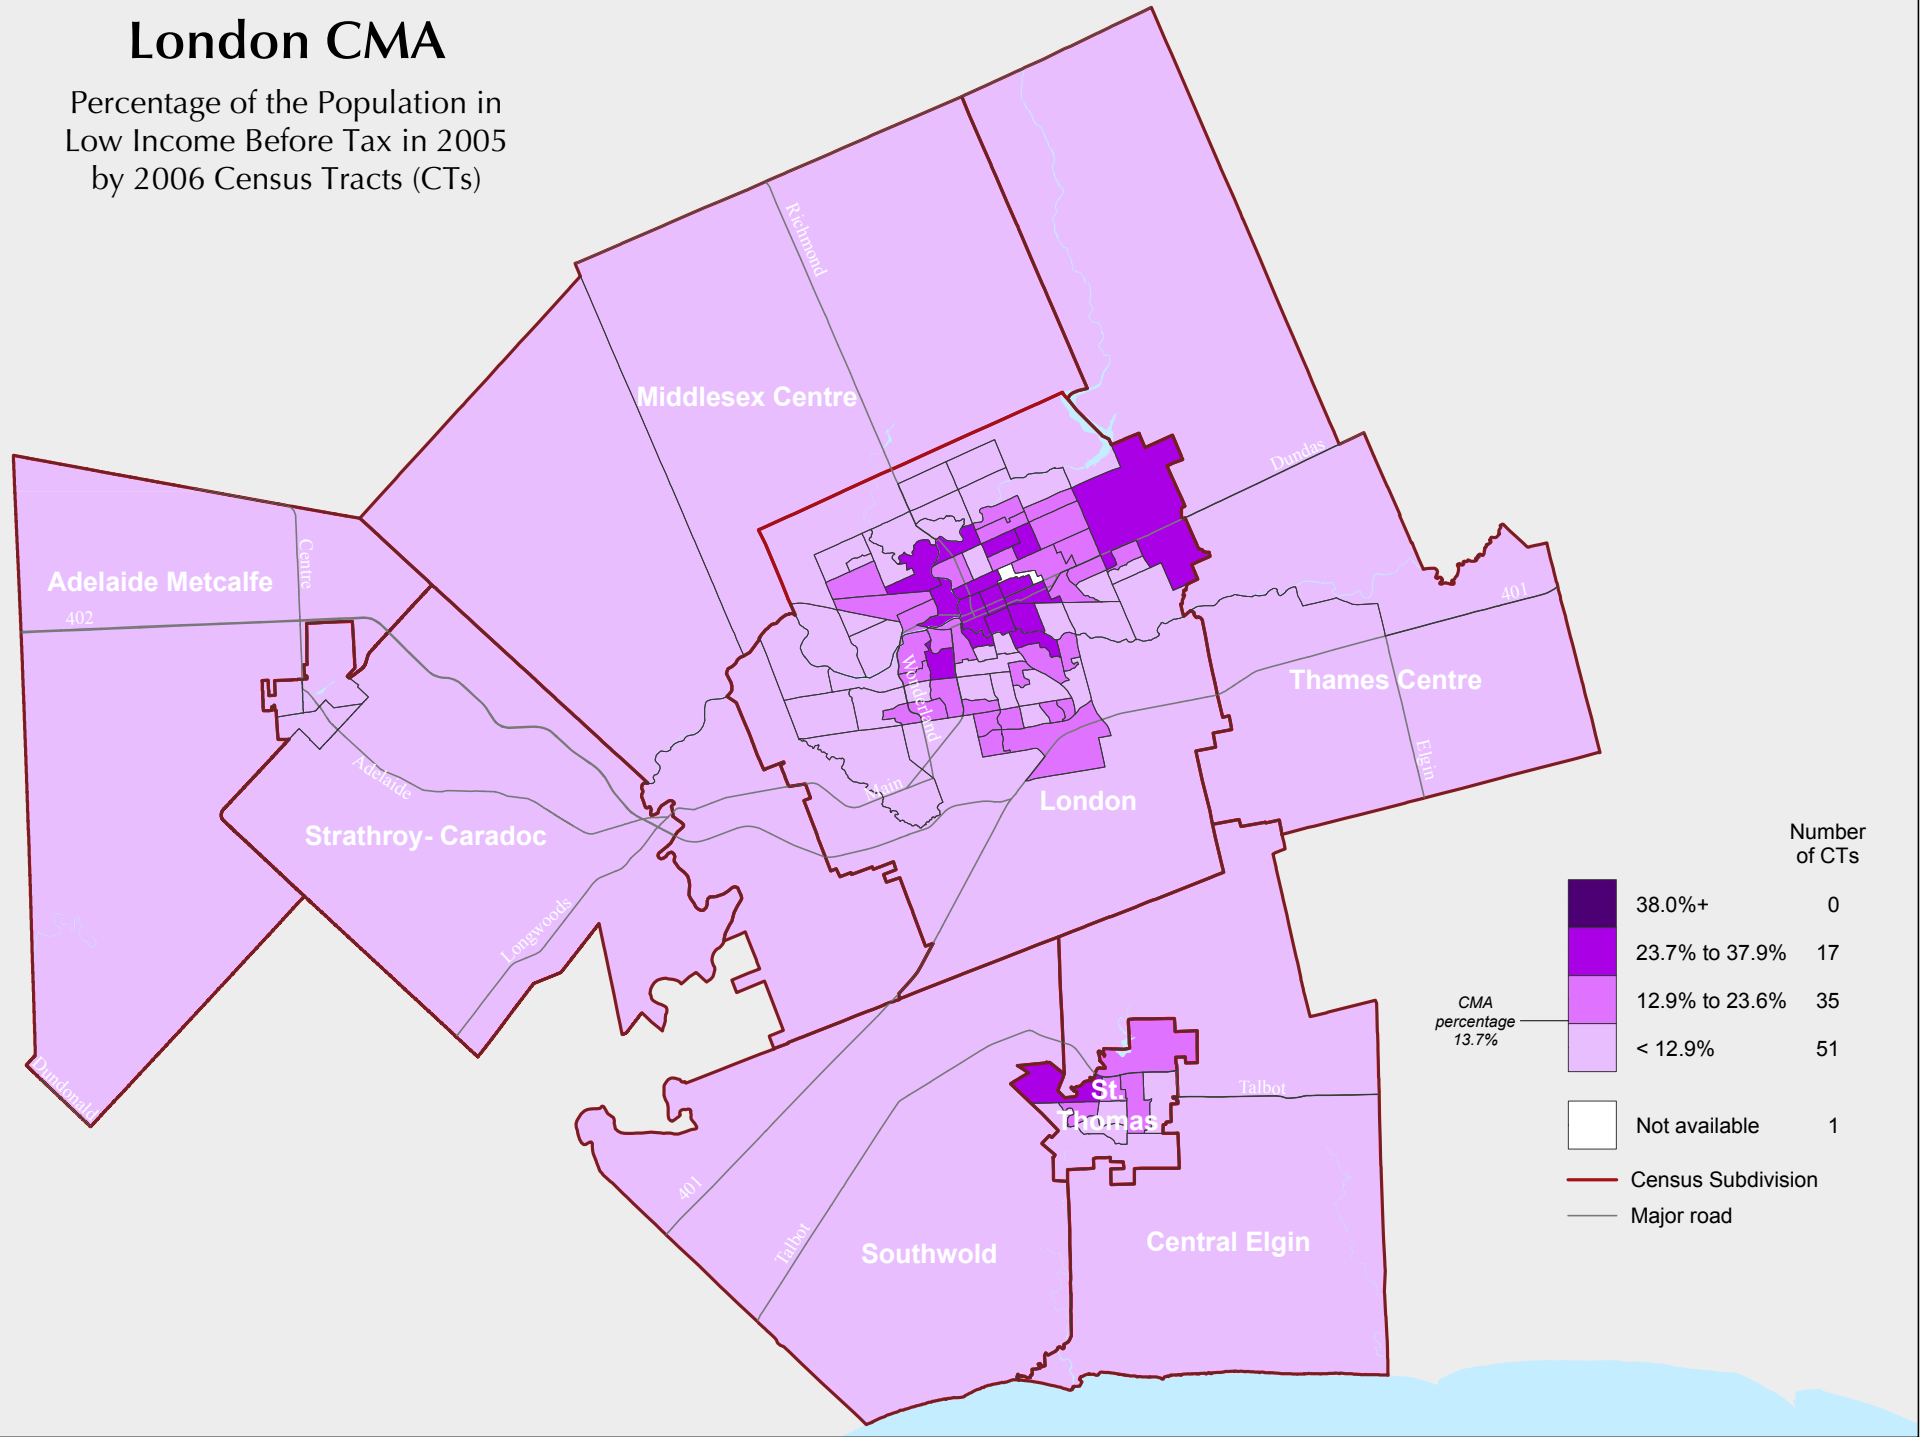 London CMA
Percentage of the Population in
Low Income Before Tax in 2005
by 2006 Census Tracts (CTs)
Richmond
Middlesex Centre
Dundas
Centre
Adelaide Metcalfe
402
401
Wonderland
Thames Centre
Elgin
Adelaide
Main
London
Strathroy- Caradoc
Longwoods
Dundonald
St.
Thomas
Talbot
401
Talbot
Southwold
Central Elgin
Number
of CTs
38.0%+ 0
23.7% to 37.9% 17
12.9% to 23.6% 35
CMA
percentage
13.7%
< 12.9% 51
Not available 1
Census Subdivision
Major road